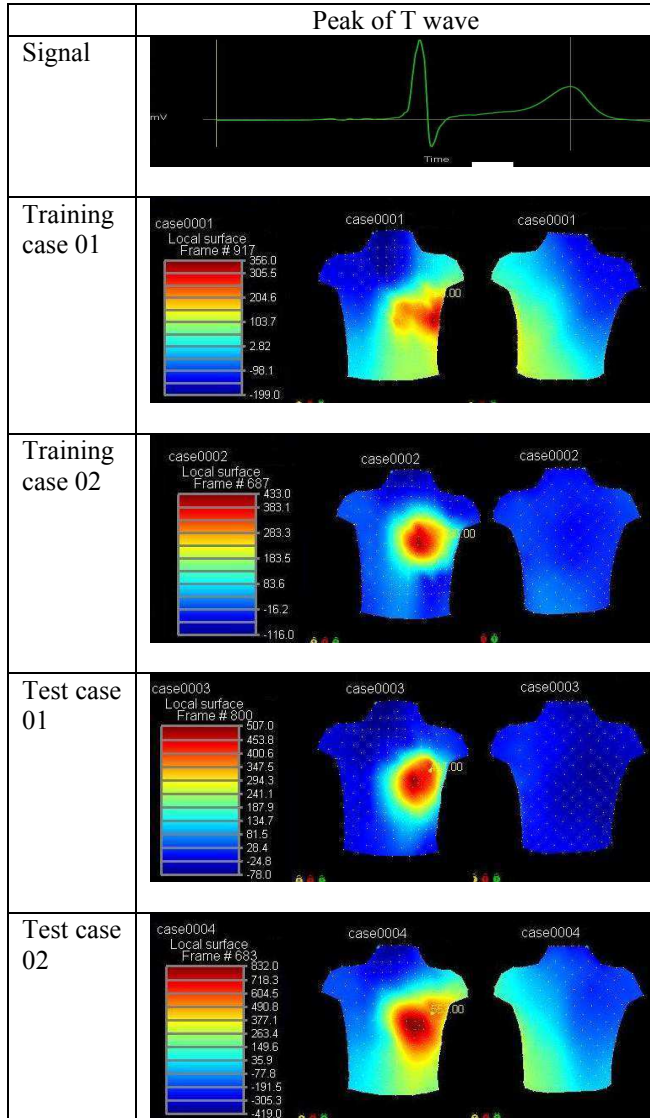 Peak of T wave
Signal
mV
Time
Training
case 01
case0001
Local surface
Frame # 917
356.0
305.5
204.6
103.7
2.82
-98.1
-199.0
case0001
case0001
Training
case 02
case0002
Local surface
Frame # 687
433.0
383.1
283.3
183.5
83.6
-16.2
-116.0
case0002
case0002
Test case
01
case0003
Local surface
Frame # 800
507.0
453.8
400.6
347.5
294.3
241.1
187.9
134.7
81.5
28.4
-24.8
-78.0
case0003
case0003
Test case
02
case0004
Local surface
Frame # 683
832.0
718.3
604.5
490.8
377.1
263.4
149.6
35.9
-77.8
-191.5
-305.3
-419.0
case0004
case0004